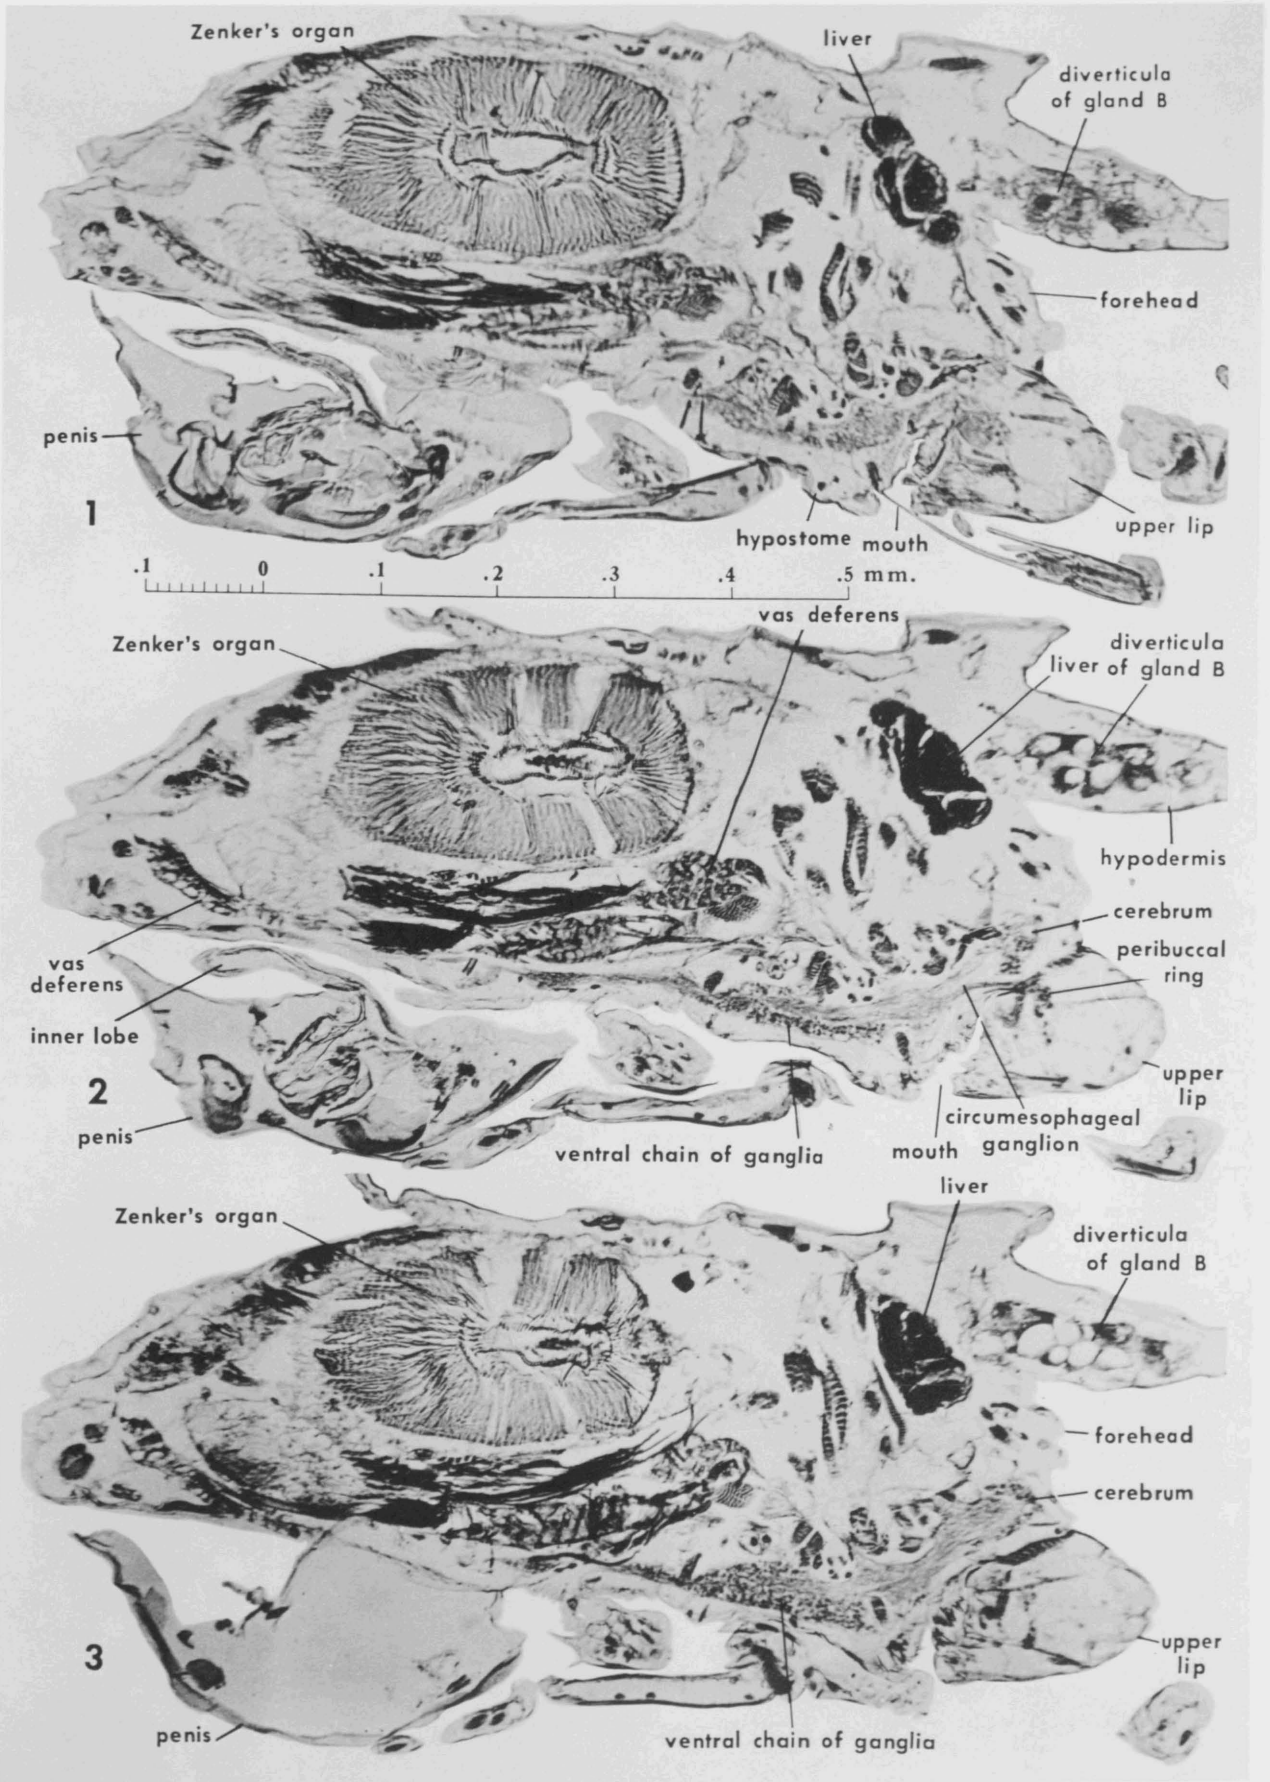 Zenker's organ
liver
diverticula
of gland B
forehead
penis
1
upper lip
hypostome
mouth
.1 0 .1 .2 .3 .4 .5 mm.
vas deferens
Zenker's organ
diverticula
liver of gland B
hypodermis
cerebrum
peribuccal
ring
vas
deferens
inner lobe
2
upper
lip
penis
circumesophageal
ganglion
ventral chain of ganglia
mouth
liver
Zenker's organ
diverticula
of gland B
forehead
cerebrum
3
upper
lip
penis
ventral chain of ganglia